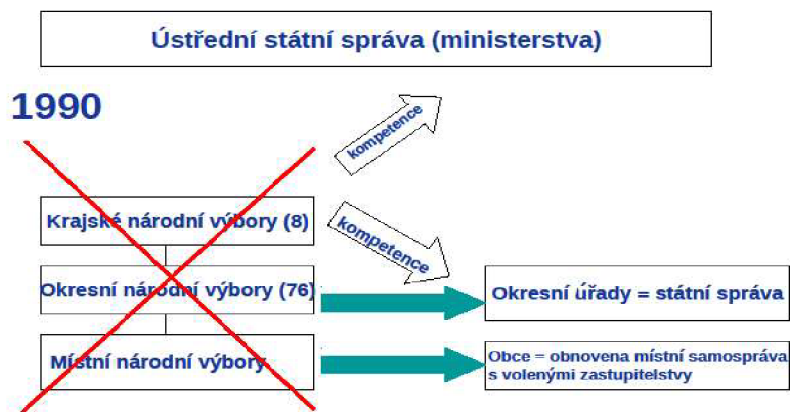 Ústřední státní správa (ministerstva)
1990
kompetence
Krajské národní výbory (8)
kompetence
Okresní národní výbory (76)
Okresní úřady = státní správa
Místní národní výbory
Obce = obnovena místní samospráva
s volenými zastupitelstvy